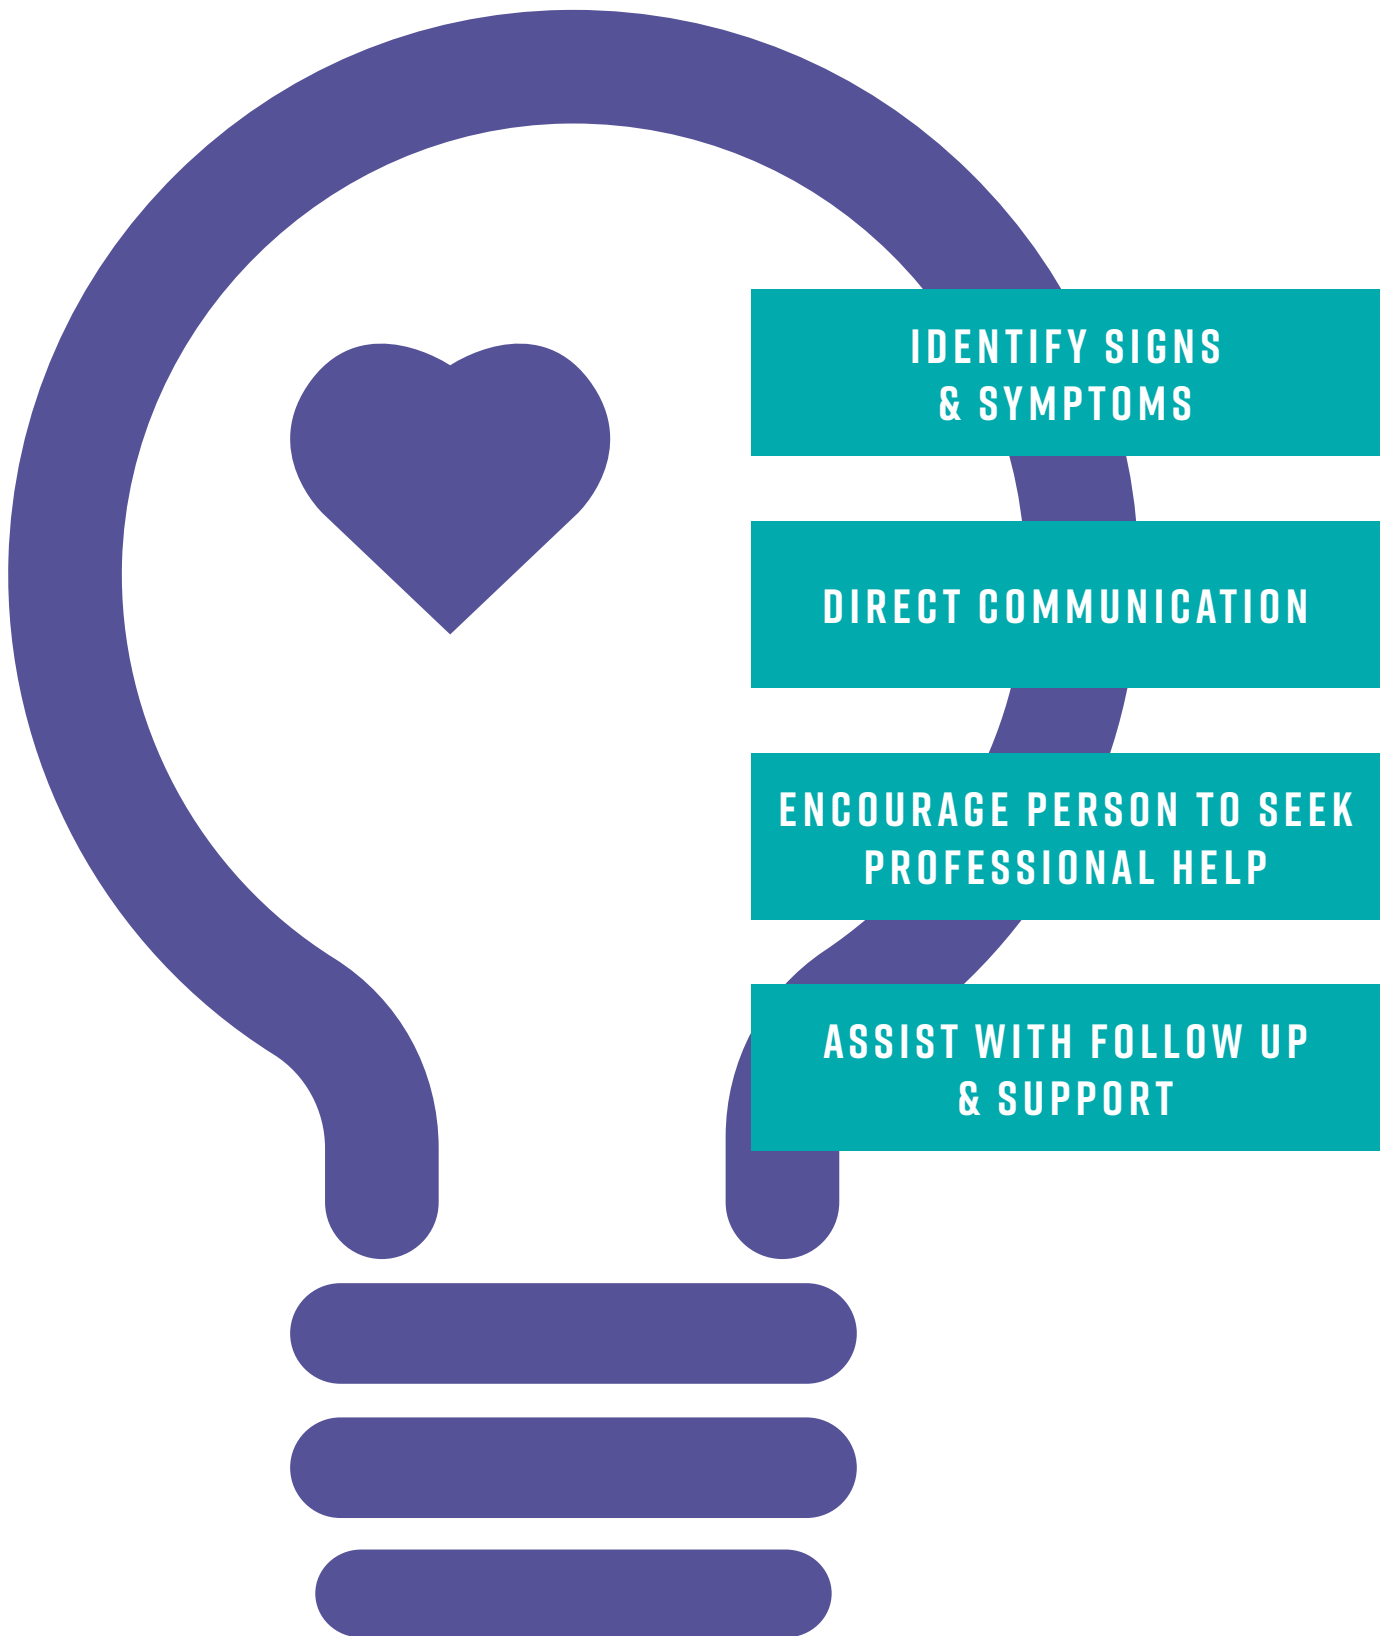 IDENTIFY SIGNS
& SYMPTOMS
DIRECT COMMUNICATION
ENCOURAGE PERSON TO SEEK
PROFESSIONAL HELP
ASSIST WITH FOLLOW UP
& SUPPORT